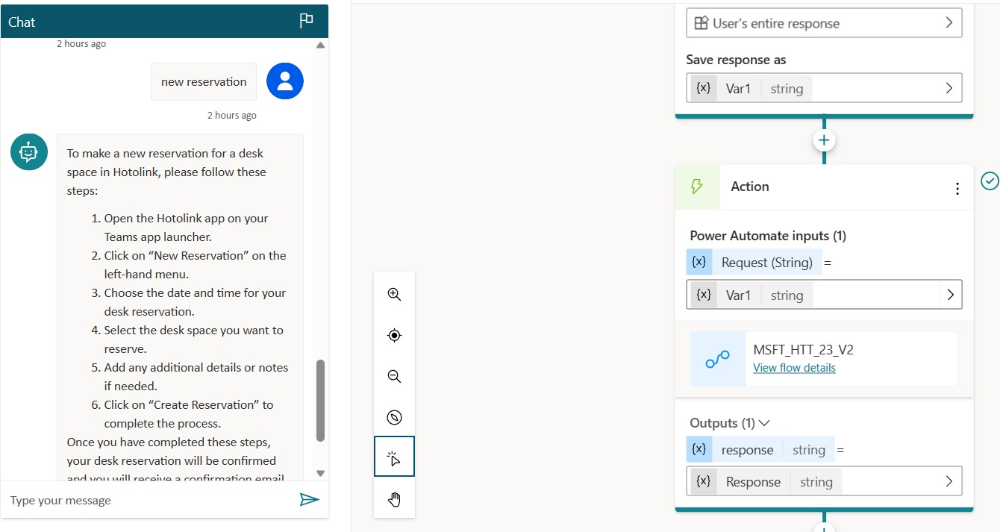 Chat
2 hours ago
new reservation
2 hours ago
To make a new reservation for a desk
space in Hotolink, please follow these
steps:
1. Open the Hotolink app on your
Teams app launcher.
2. Click on “New Reservation” on the
left-hand menu.
3. Choose the date and time for your
desk reservation.
4. Select the desk space you want to
reserve.
5. Add any additional details or notes
if needed.
6. Click on “Create Reservation” to
complete the process.
Once you have completed these steps,
your desk reservation will be confirmed
and you will receive a confirmation email
Type your message
User's entire response
Save response as
{x} Var1 string
Action
Power Automate inputs (1)
{x} Request (String) =
{x} Var1 string
MSFT_HTT_23_V2
View flow details
Outputs (1)
{x} response string =
{x} Response string